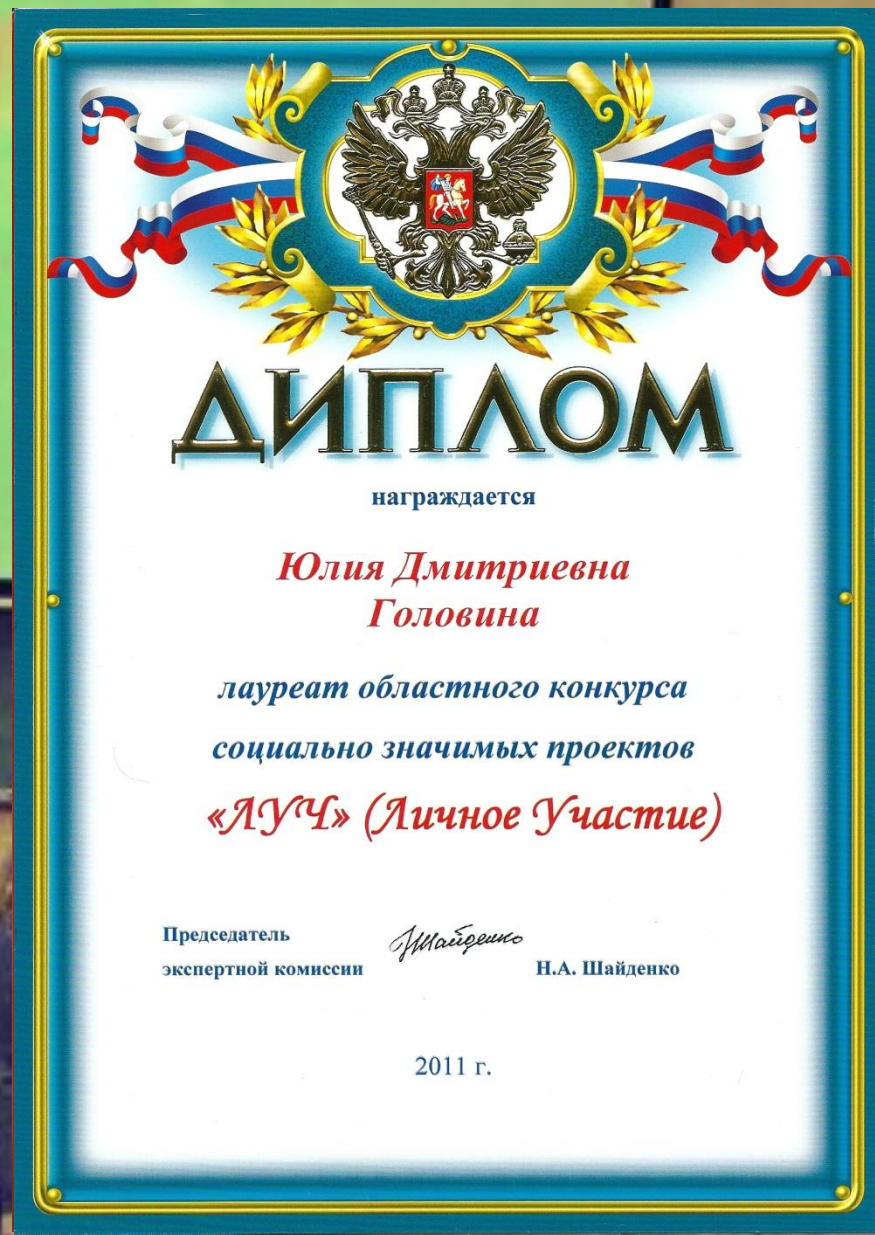 ДИПЛОМ
награждается
Юлия Дмитриевна
Головина
лауреат областного конкурса
социально значимых проектов
«ЛУЧ» (Личное Участие)
Председатель
экспертной комиссии
Н.А. Шайденко
2011 г.